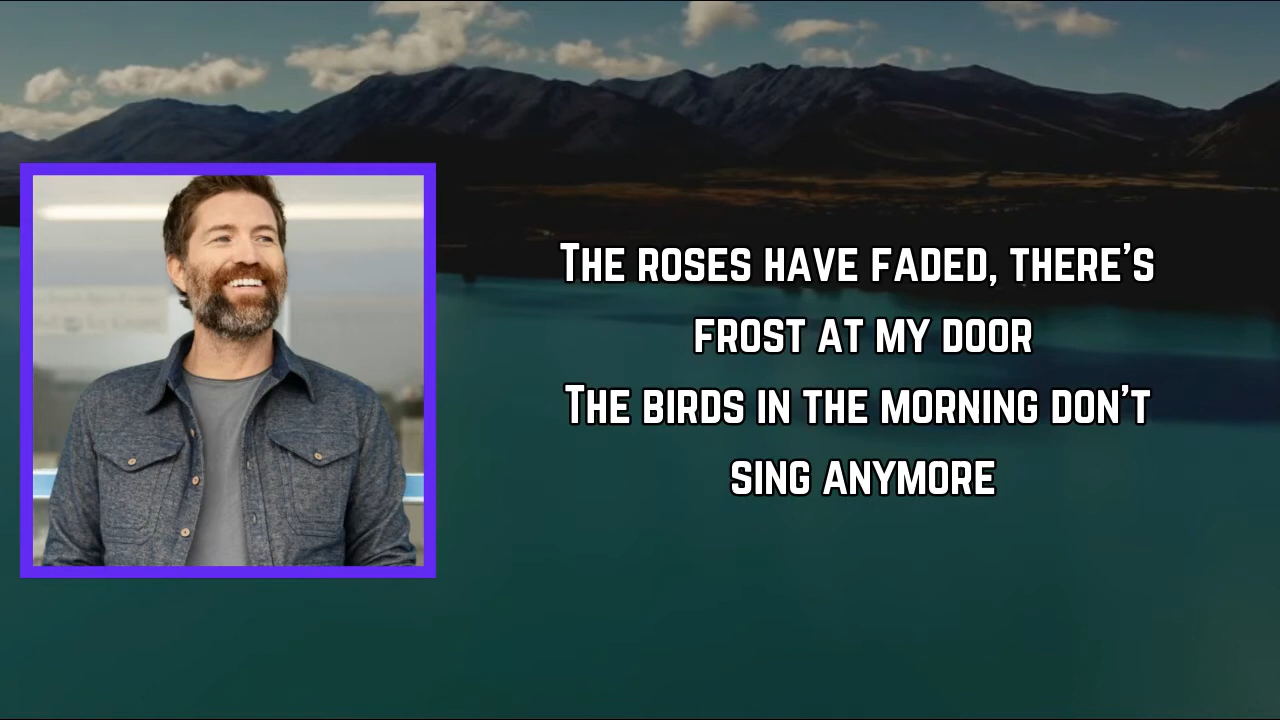 The roses have faded, there's
frost at my door
The birds in the morning don't
sing anymore